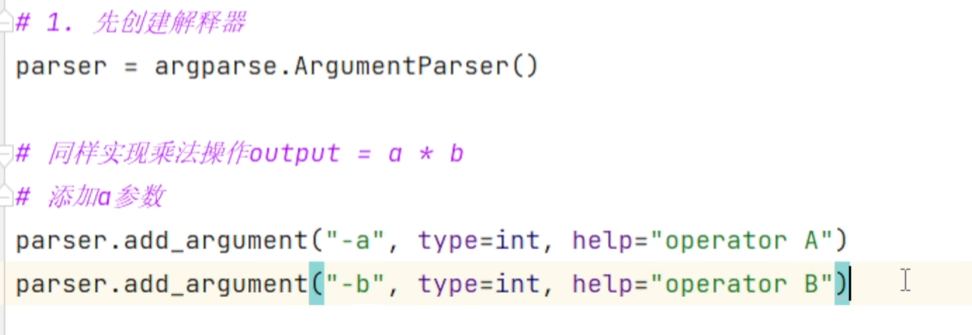 # 1. 先创建解释器
parser = argparse.ArgumentParser()
# 同样实现乘法操作output = a * b
# 添加a参数
parser.add_argument("-a", type=int, help="operator A")
parser.add_argument("-b", type=int, help="operator B")